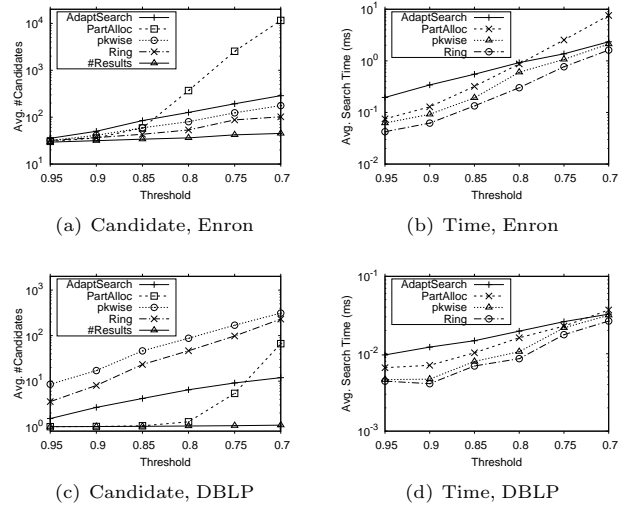 10^4
10^3
10^2
10^1
Avg. #Candidates
AdaptSearch
PartAlloc
pkwise
Ring
#Results
0.95 0.9 0.85 0.8 0.75 0.7
Threshold
(a) Candidate, Enron
10^1
10^0
10^-1
10^-2
Avg. Search Time (ms)
AdaptSearch
PartAlloc
pkwise
Ring
0.95 0.9 0.85 0.8 0.75 0.7
Threshold
(b) Time, Enron
10^3
10^2
10^1
10^0
Avg. #Candidates
AdaptSearch
PartAlloc
pkwise
Ring
#Results
0.95 0.9 0.85 0.8 0.75 0.7
Threshold
(c) Candidate, DBLP
10^-1
10^-2
10^-3
Avg. Search Time (ms)
AdaptSearch
PartAlloc
pkwise
Ring
0.95 0.9 0.85 0.8 0.75 0.7
Threshold
(d) Time, DBLP